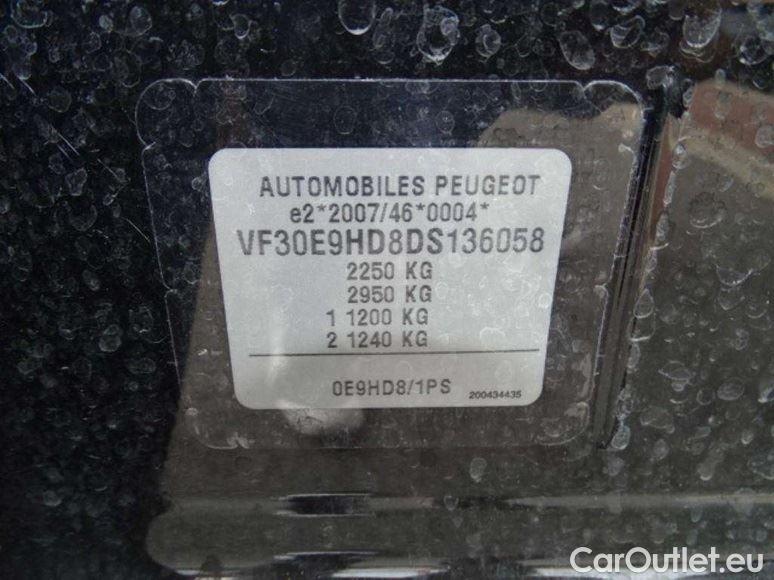 AUTOMOBILES PEUGEOT
e2*2007/46*0004*
VF30E9HD8DS136058
2250 KG
2950 KG
1 1200 KG
2 1240 KG
0E9HD8/1PS
200434435
CarOutlet.eu